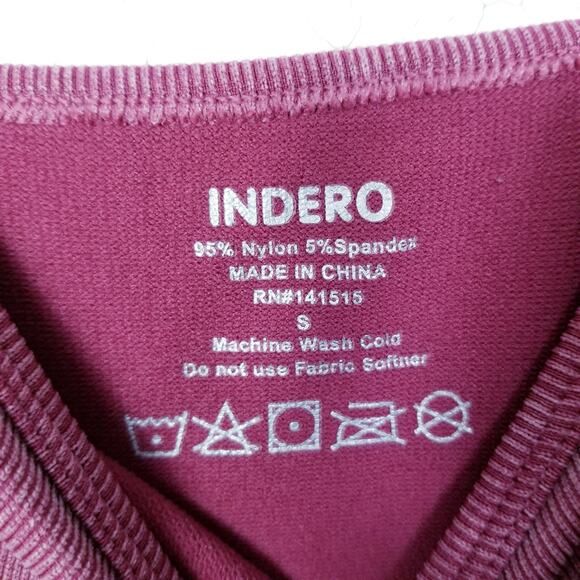 INDERO
95% Nylon 5%Spandex
MADE IN CHINA
RN#141515
S
Machine Wash Cold
Do not use Fabric Softner